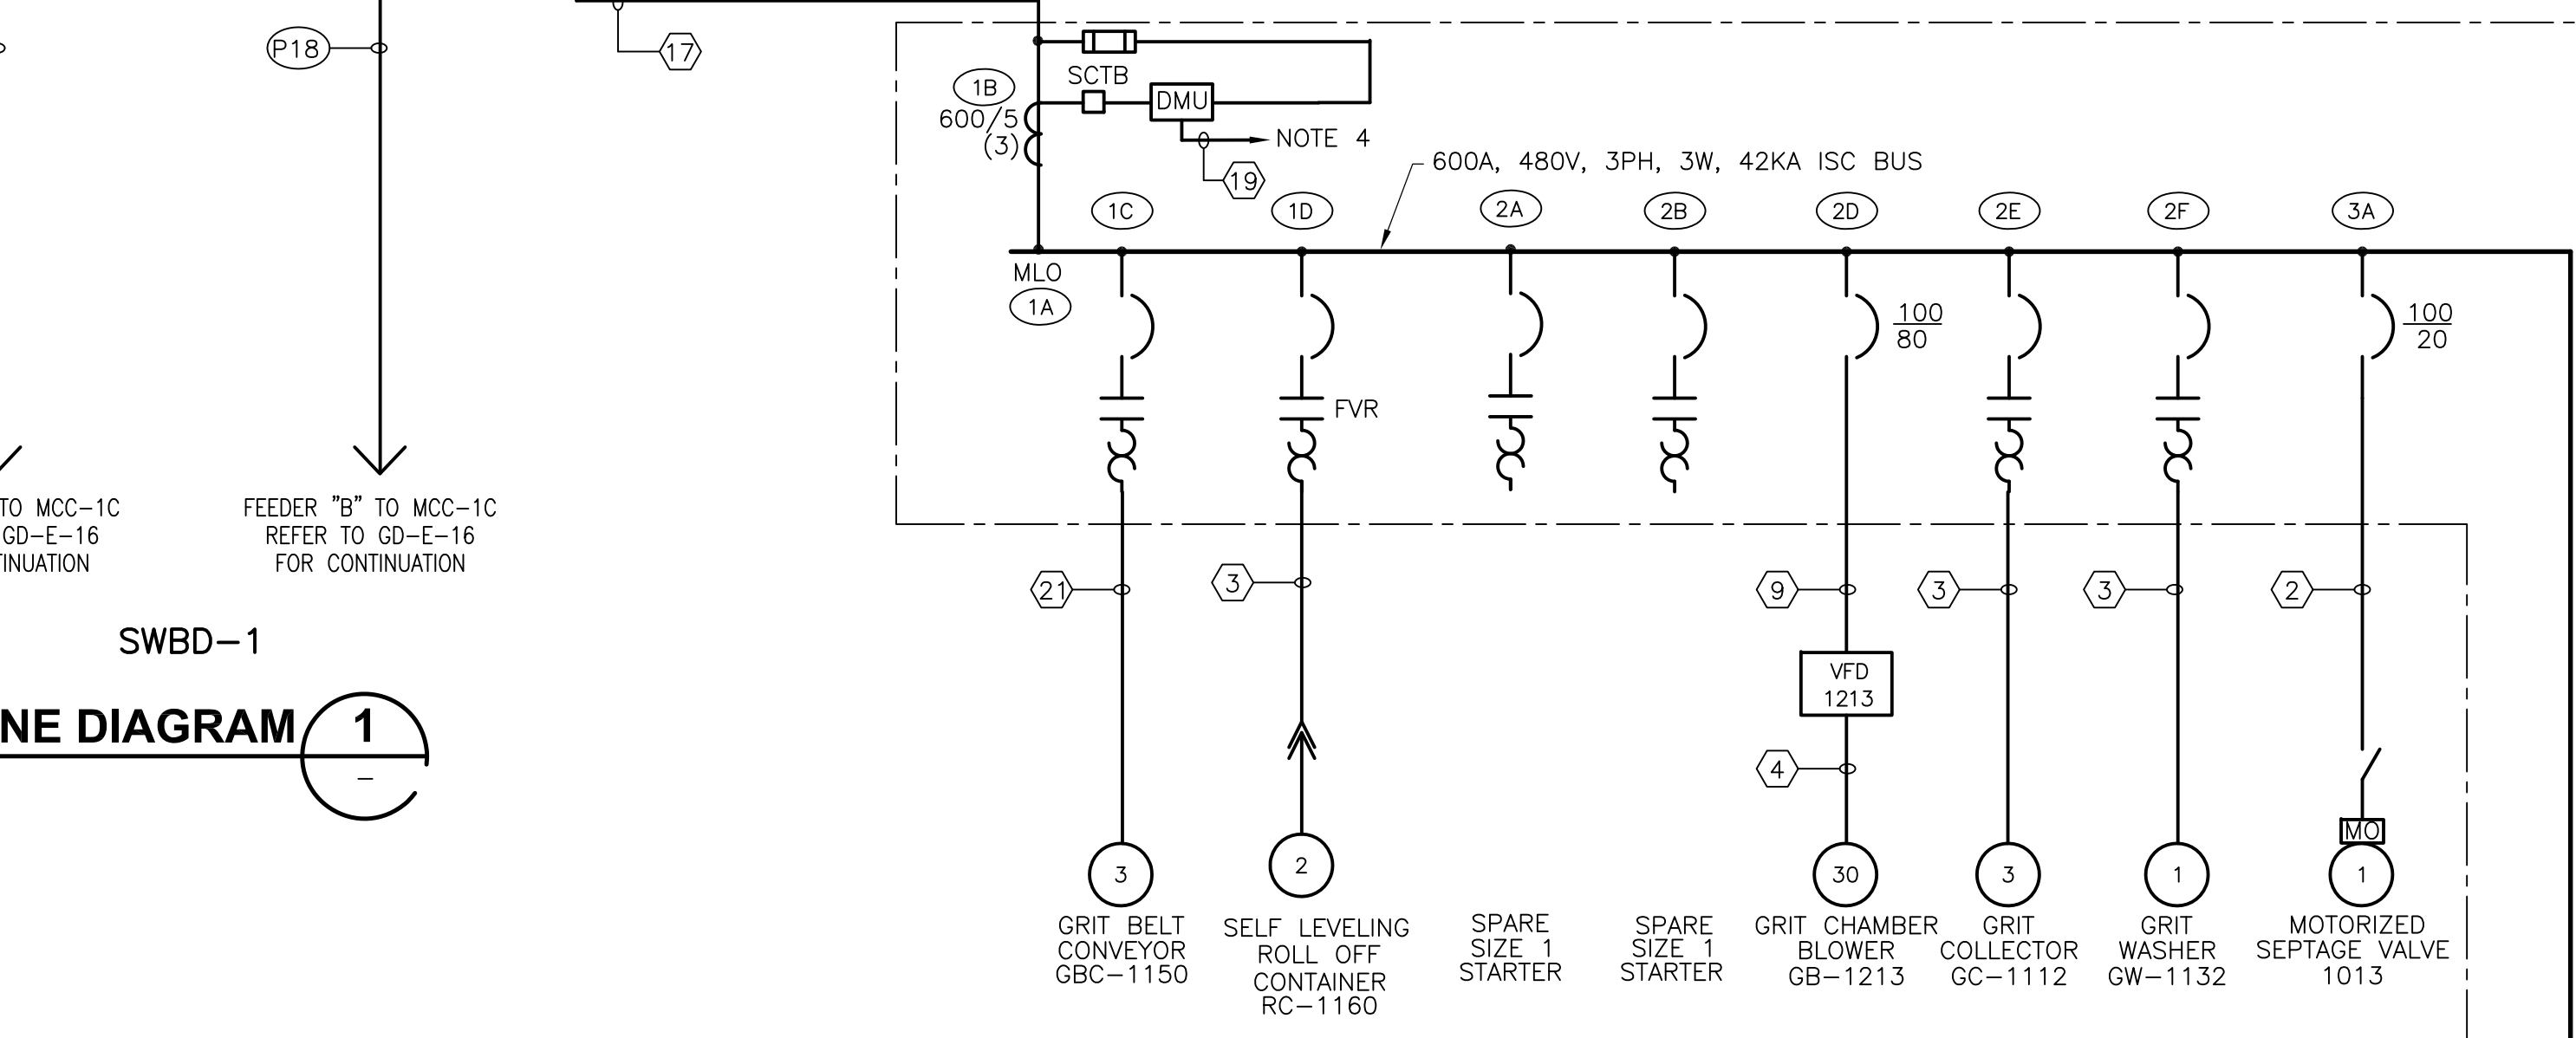 P18
17
1B
600/5
(3)
SCTB
DMU
NOTE 4
19
600A, 480V, 3PH, 3W, 42KA ISC BUS
1C
1D
2A
2B
2D
2E
2F
3A
MLO
1A
100
80
100
20
FVR
TO MCC-1C
GD-E-16
TINUATION
FEEDER "B" TO MCC-1C
REFER TO GD-E-16
FOR CONTINUATION
21
3
9
3
3
2
SWBD-1
NE DIAGRAM
1
-
VFD
1213
4
MO
3
2
30
3
1
1
GRIT BELT
CONVEYOR
GBC-1150
SELF LEVELING
ROLL OFF
CONTAINER
RC-1160
SPARE
SIZE 1
STARTER
SPARE
SIZE 1
STARTER
GRIT CHAMBER
BLOWER
GB-1213
GRIT
COLLECTOR
GC-1112
GRIT
WASHER
GW-1132
MOTORIZED
SEPTAGE VALVE
1013